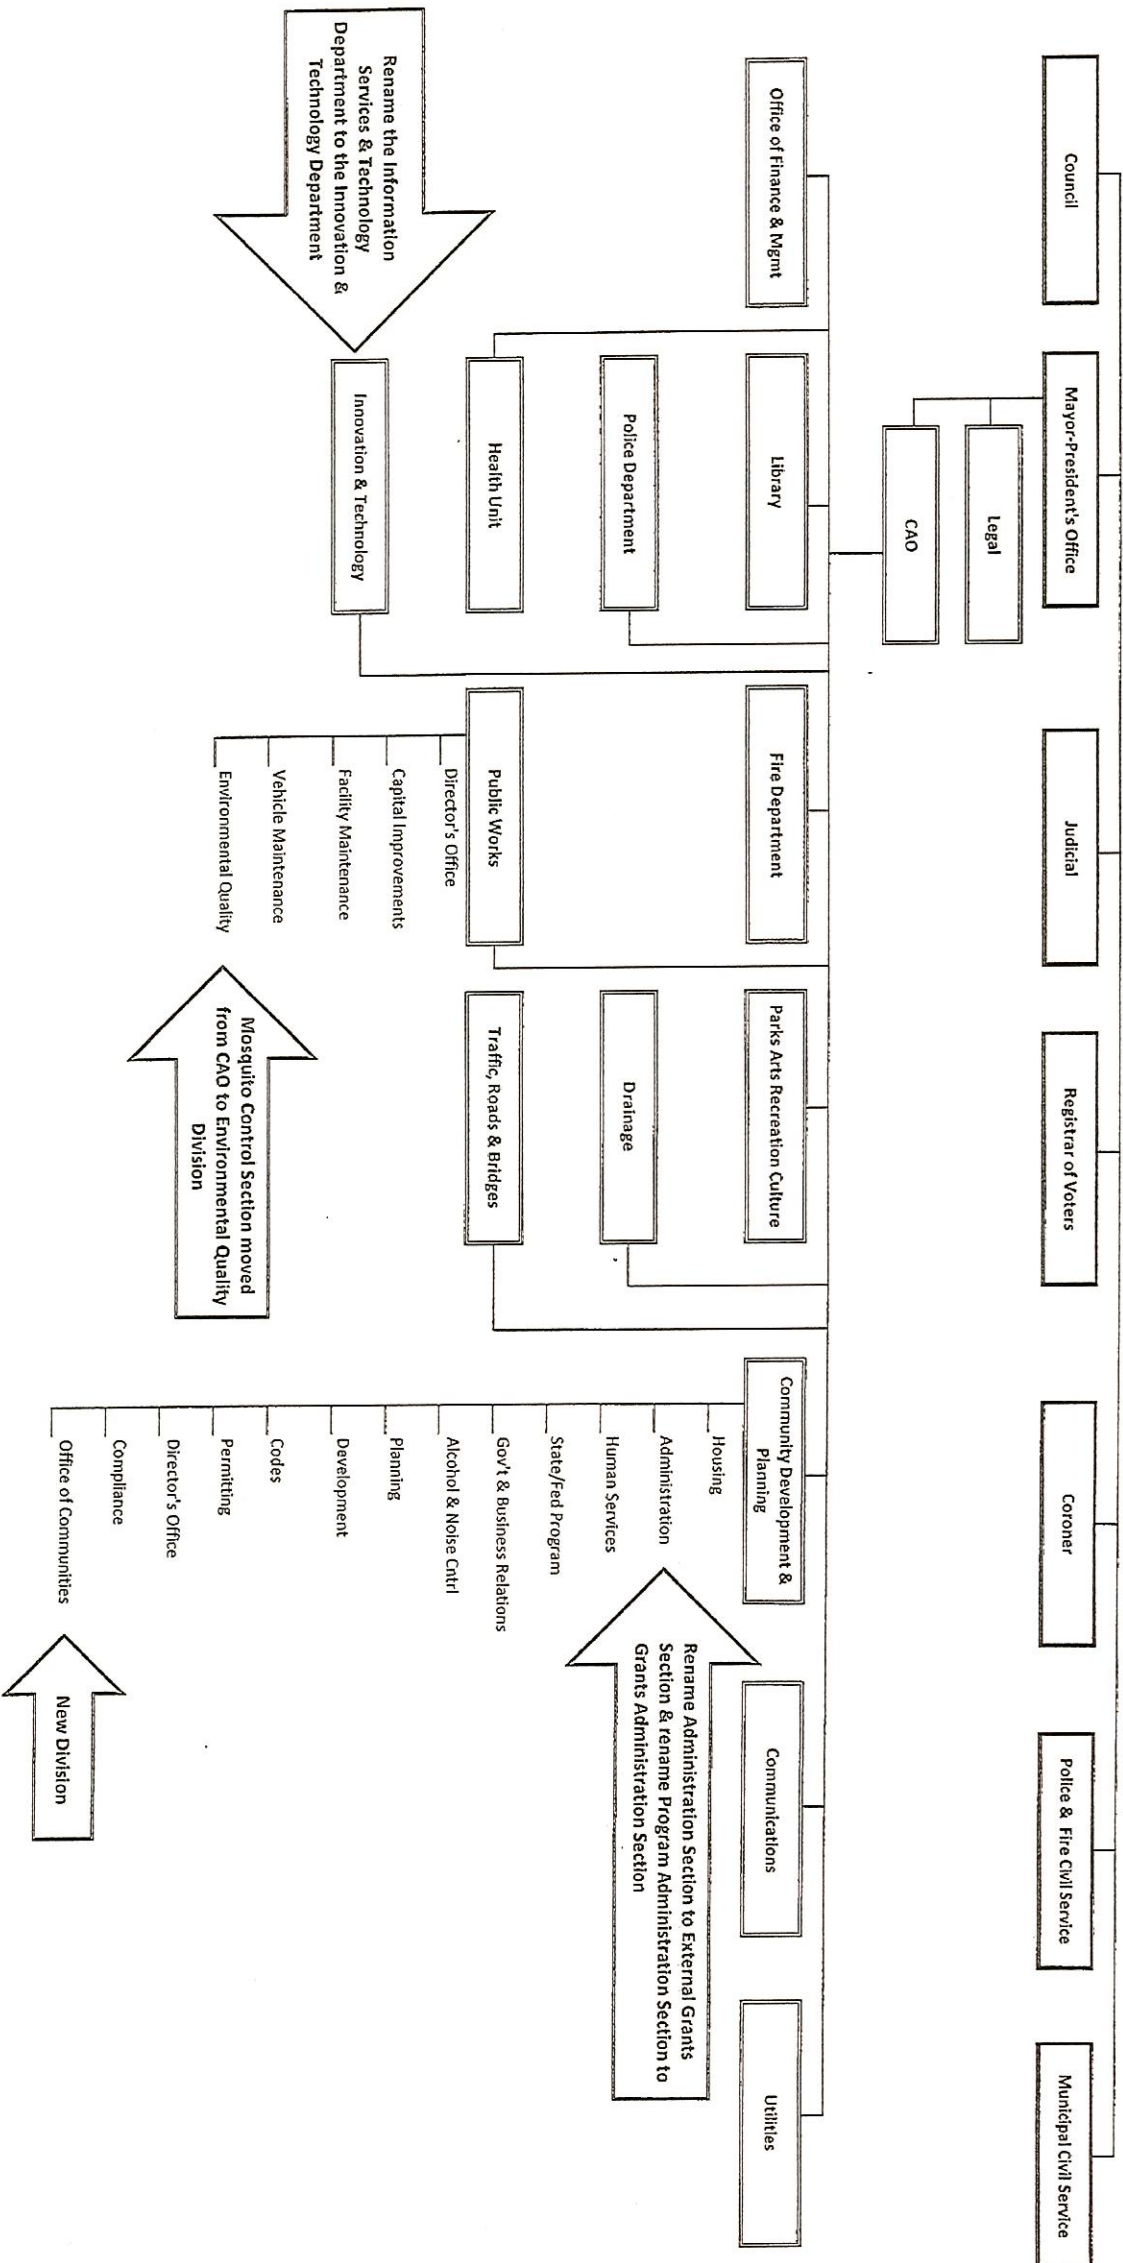 Council
Mayor-President's Office
Judicial
Registrar of Voters
Coroner
Police & Fire Civil Service
Municipal Civil Service
Legal
CAO
Office of Finance & Mgmt
Library
Fire Department
Parks Arts Recreation Culture
Community Development &
Planning
Communications
Utilities
Police Department
Drainage
Health Unit
Public Works
Traffic, Roads & Bridges
Innovation & Technology
Rename the Information
Services & Technology
Department to the Innovation &
Technology Department
Director's Office
Capital Improvements
Facility Maintenance
Vehicle Maintenance
Environmental Quality
Mosquito Control Section moved
from CAO to Environmental Quality
Division
Housing
Administration
Human Services
State/Fed Program
Gov't & Business Relations
Alcohol & Noise Cntrl
Planning
Development
Codes
Permitting
Director's Office
Compliance
Office of Communities
Rename Administration Section to External Grants
Section & rename Program Administration Section to
Grants Administration Section
New Division